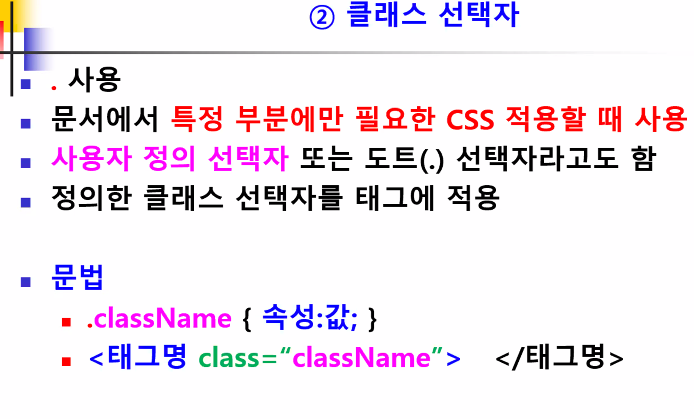 ② 클래스 선택자
. 사용
문서에서 특정 부분에만 필요한 CSS 적용할 때 사용
사용자 정의 선택자 또는 도트(.) 선택자라고도 함
정의한 클래스 선택자를 태그에 적용
문법
.className { 속성:값; }
<태그명 class=“className”> </태그명>